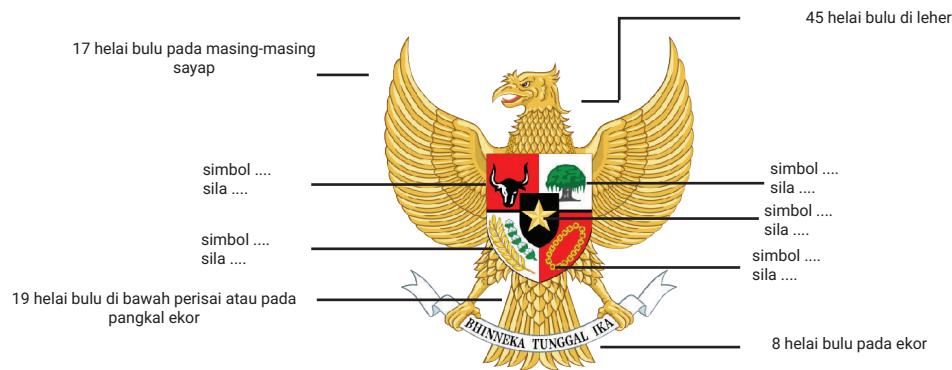 45 helai bulu di leher
17 helai bulu pada masing-masing
sayap
simbol ....
sila ....
simbol ....
sila ....
simbol ....
sila ....
simbol ....
sila ....
simbol ....
sila ....
19 helai bulu di bawah perisai atau pada
pangkal ekor
BHINNEKA TUNGGAL IKA
8 helai bulu pada ekor